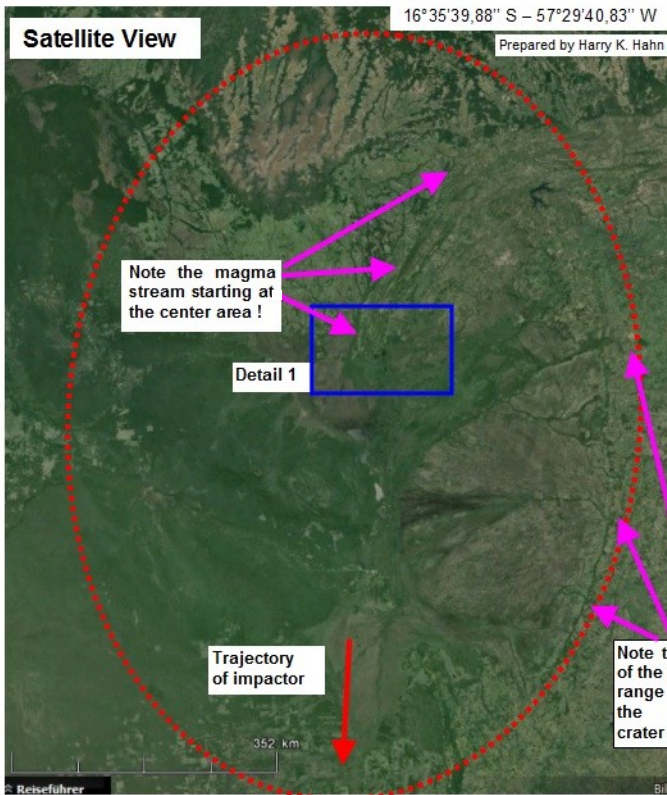 Satellite View
16°35'39,88'' S – 57°29'40,83'' W
Prepared by Harry K. Hahn
Note the magma
stream starting at
the center area !
Detail 1
Trajectory
of impactor
Note
of the
range
the
crater
352 km
Reiseführer